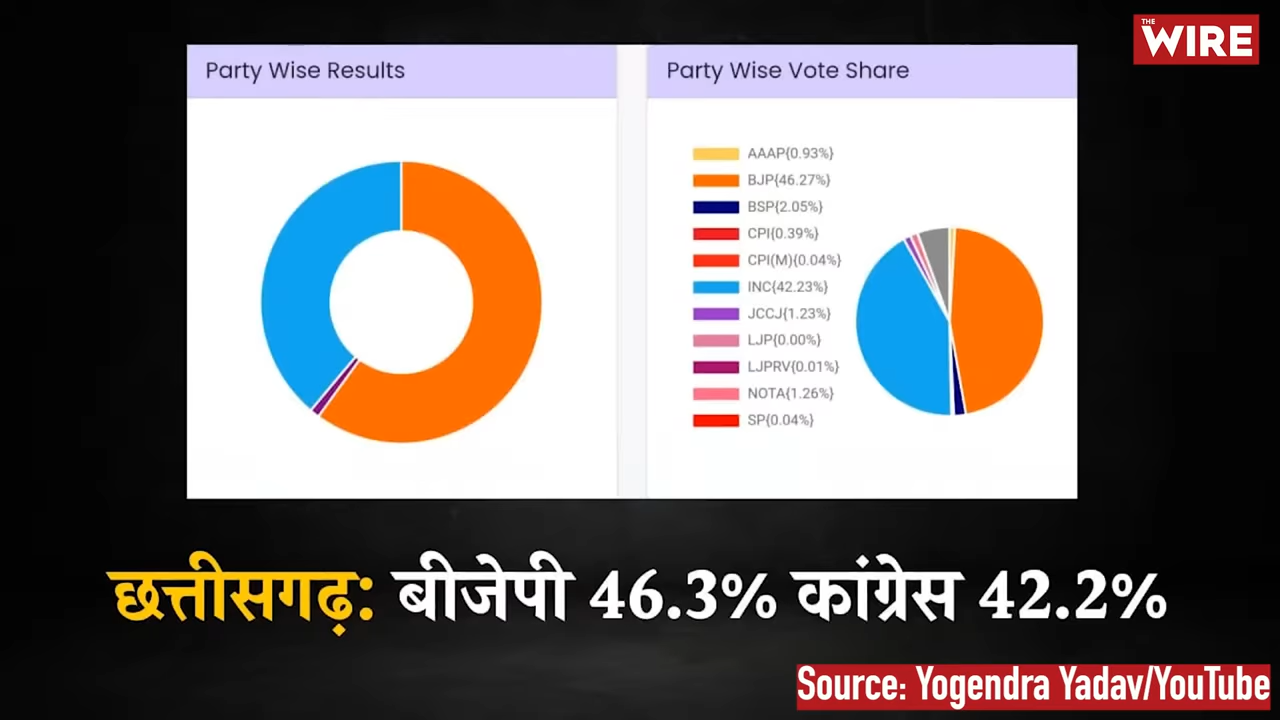 THE
WIRE
Party Wise Results
Party Wise Vote Share
AAAP{0.93%}
BJP{46.27%}
BSP{2.05%}
CPI{0.39%}
CPI(M){0.04%}
INC{42.23%}
JCCJ{1.23%}
LJP{0.00%}
LJPRV{0.01%}
NOTA{1.26%}
SP{0.04%}
छत्तीसगढ़: बीजेपी 46.3% कांग्रेस 42.2%
Source: Yogendra Yadav/YouTube